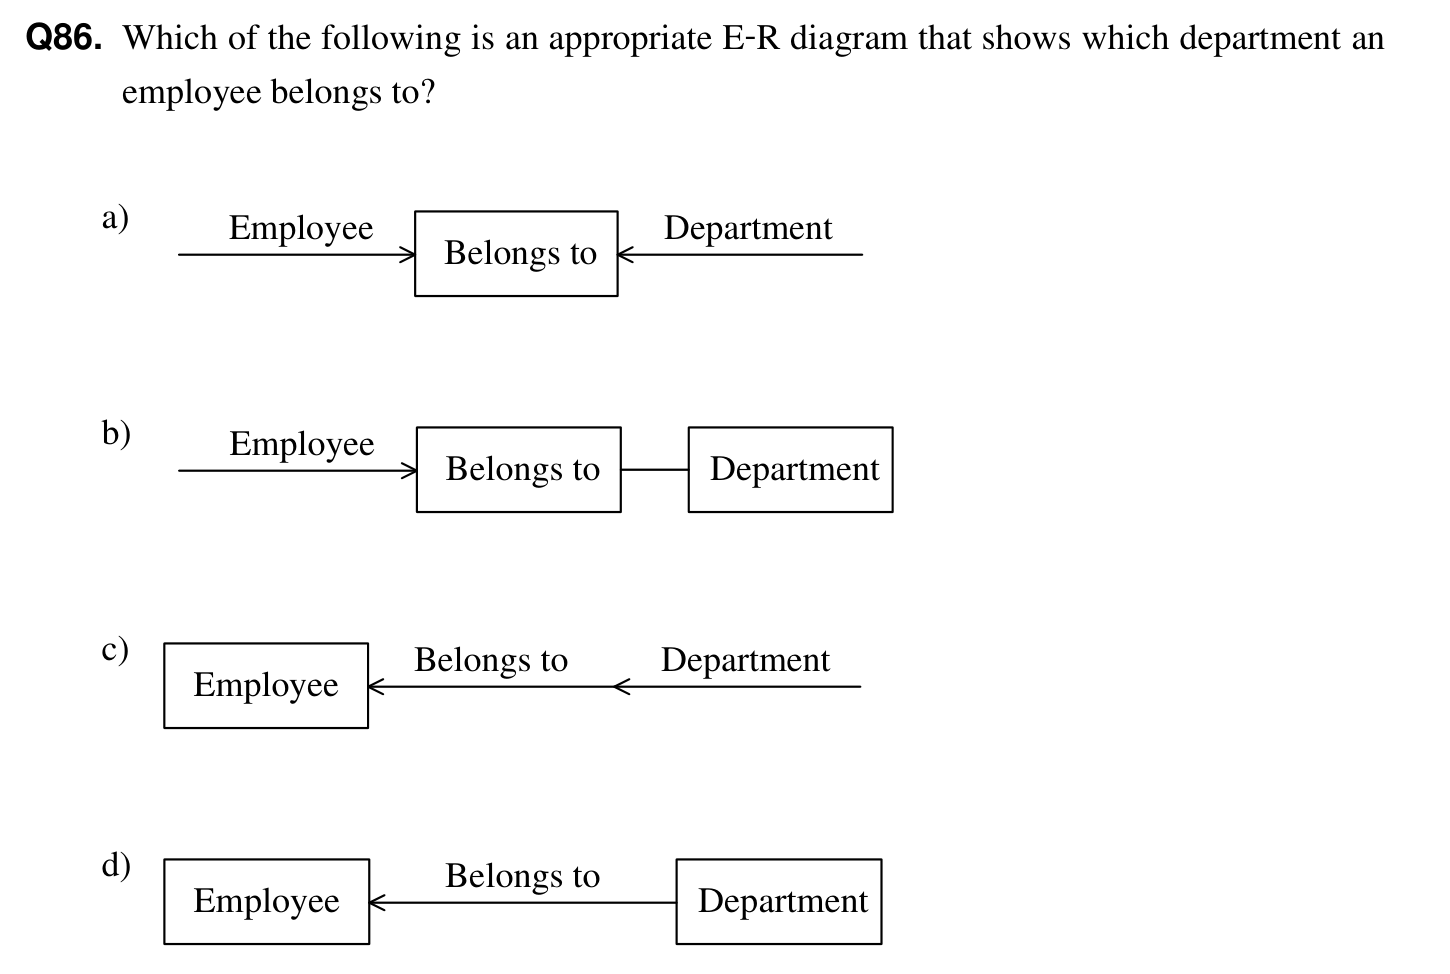 Q86. Which of the following is an appropriate E-R diagram that shows which department an
employee belongs to?
a) Employee Belongs to Department
b) Employee Belongs to Department
c) Employee Belongs to Department
d) Employee Belongs to Department